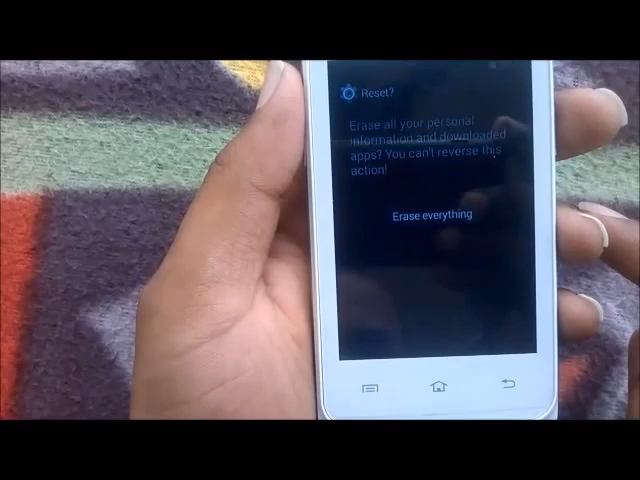 Reset?
Erase all your personal
information and downloaded
apps? You can't reverse this
action!
Erase everything